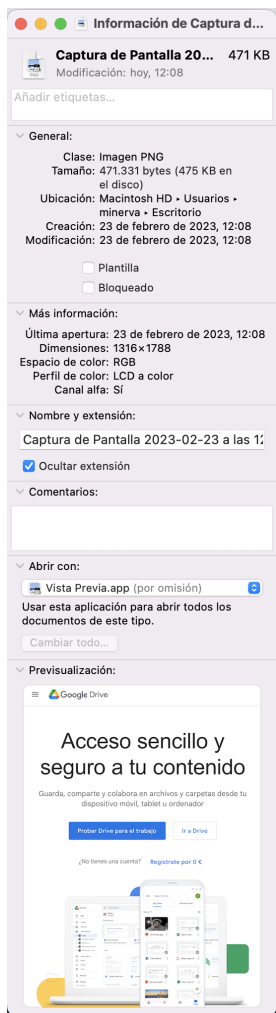 Información de Captura d...
Captura de Pantalla 20... 471 KB
Modificación: hoy, 12:08
Añadir etiquetas...
General:
Clase: Imagen PNG
Tamaño: 471.331 bytes (475 KB en
el disco)
Ubicación: Macintosh HD ▸ Usuarios ▸
minerva ▸ Escritorio
Creación: 23 de febrero de 2023, 12:08
Modificación: 23 de febrero de 2023, 12:08
Plantilla
Bloqueado
Más información:
Última apertura: 23 de febrero de 2023, 12:08
Dimensiones: 1316×1788
Espacio de color: RGB
Perfil de color: LCD a color
Canal alfa: Sí
Nombre y extensión:
Captura de Pantalla 2023-02-23 a las 12
Ocultar extensión
Comentarios:
Abrir con:
Vista Previa.app (por omisión)
Usar esta aplicación para abrir todos los
documentos de este tipo.
Cambiar todo...
Previsualización:
Google Drive
Acceso sencillo y
seguro a tu contenido
Guarda, comparte y colabora en archivos y carpetas desde tu
dispositivo móvil, tablet u ordenador
Probar Drive para el trabajo
Ir a Drive
¿No tienes una cuenta? Regístrate por 0 €